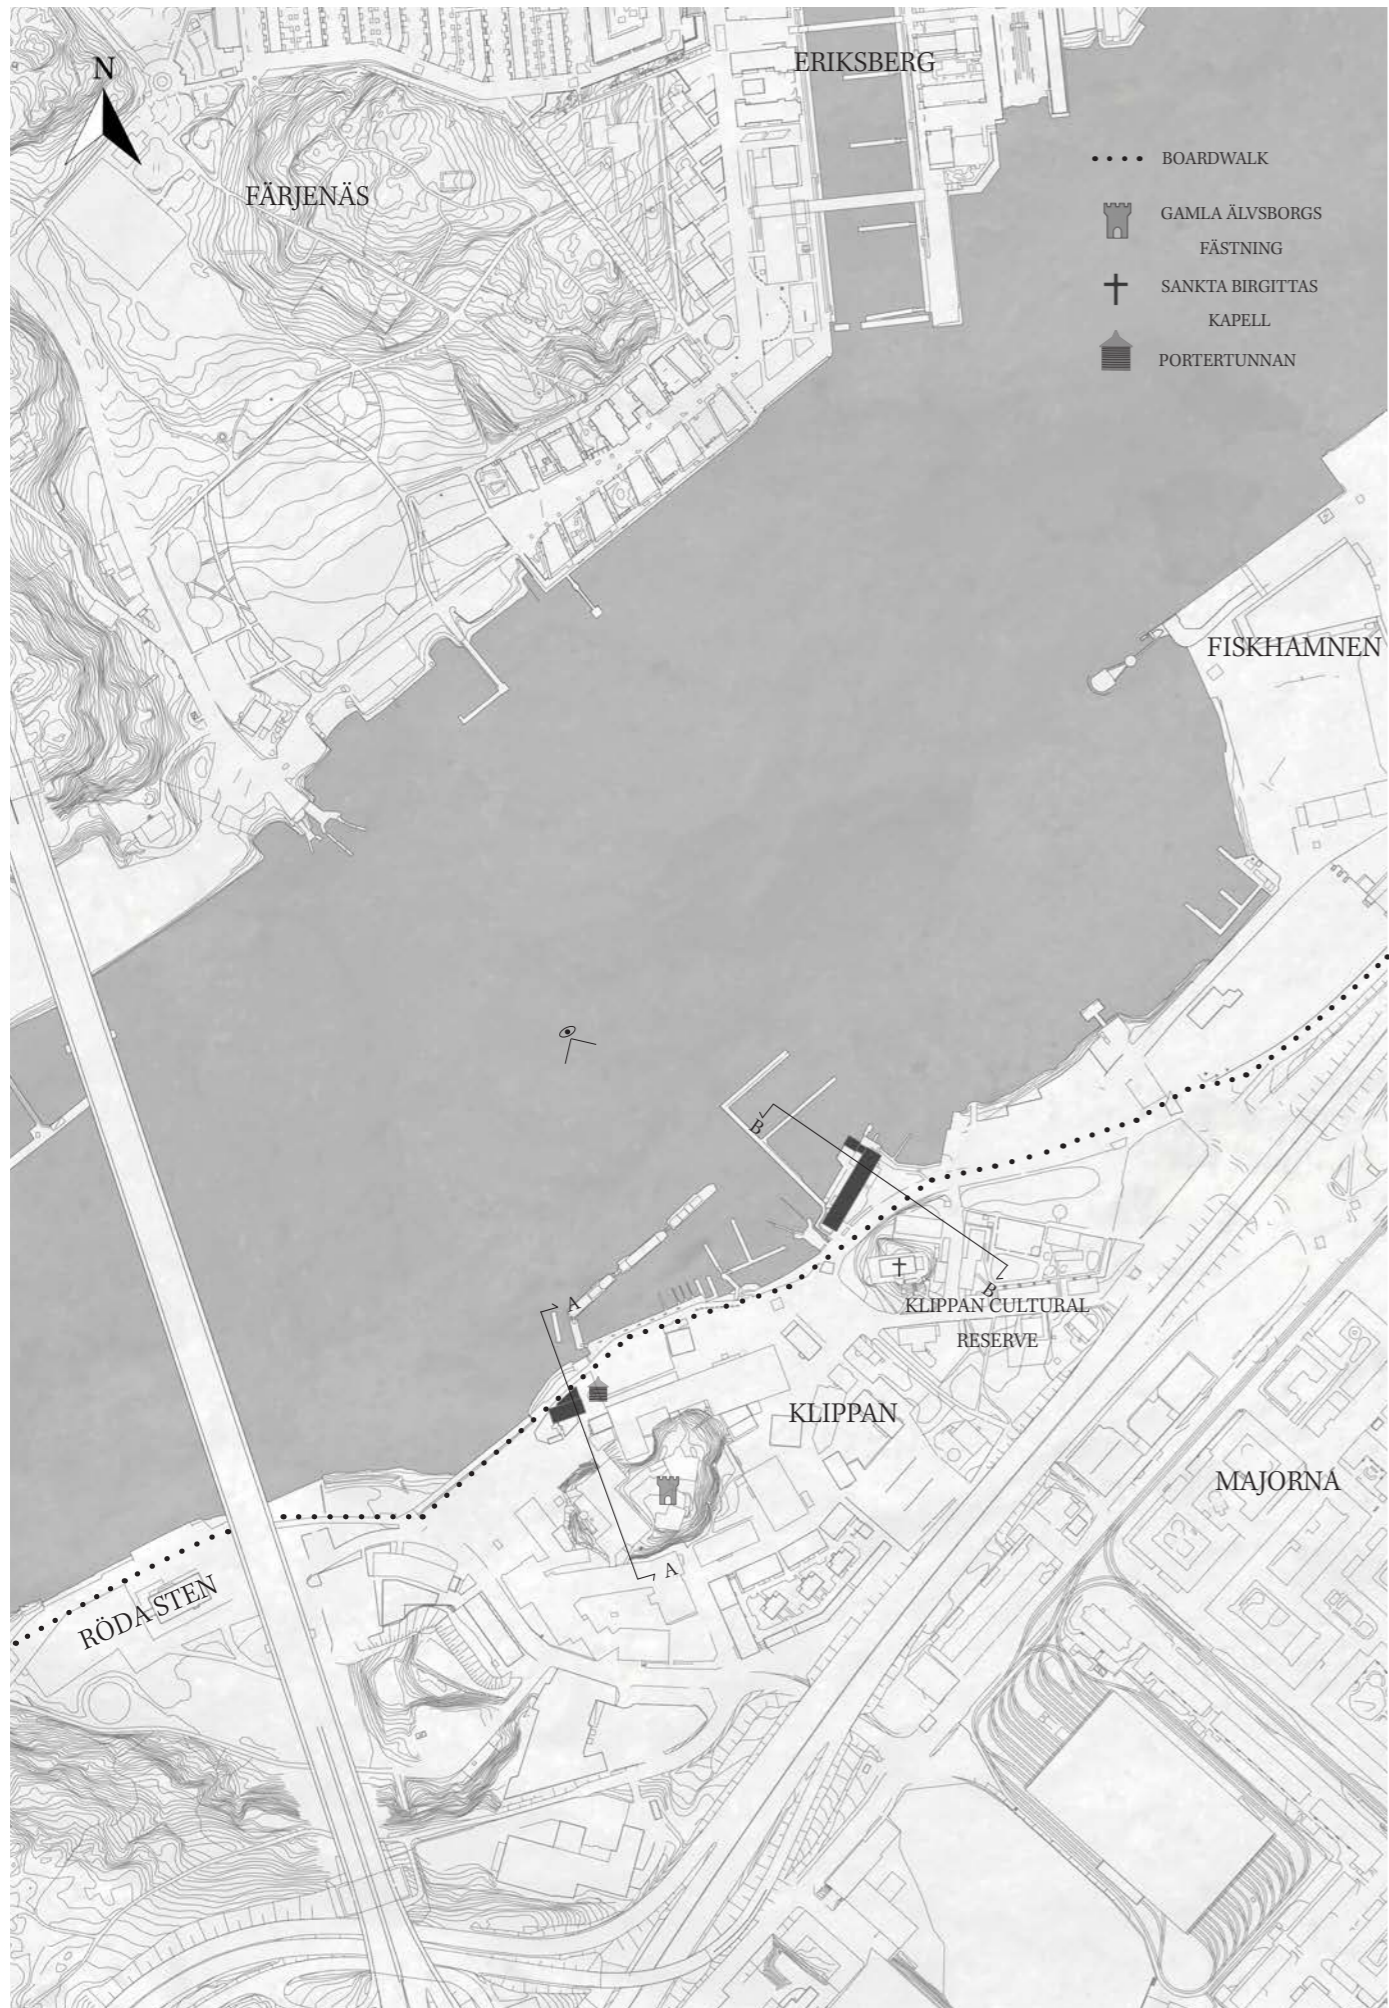 ERIKSBERG
N
BOARDWALK
FÄRJENÄS
GAMLA ÄLVSBORGS
FÄSTNING
SANKTA BIRGITTAS
KAPELL
PORTERTUNNAN
FISKHAMNEN
B
B
A
KLIPPAN CULTURAL
RESERVE
KLIPPAN
MAJORNA
A
RÖDA STEN